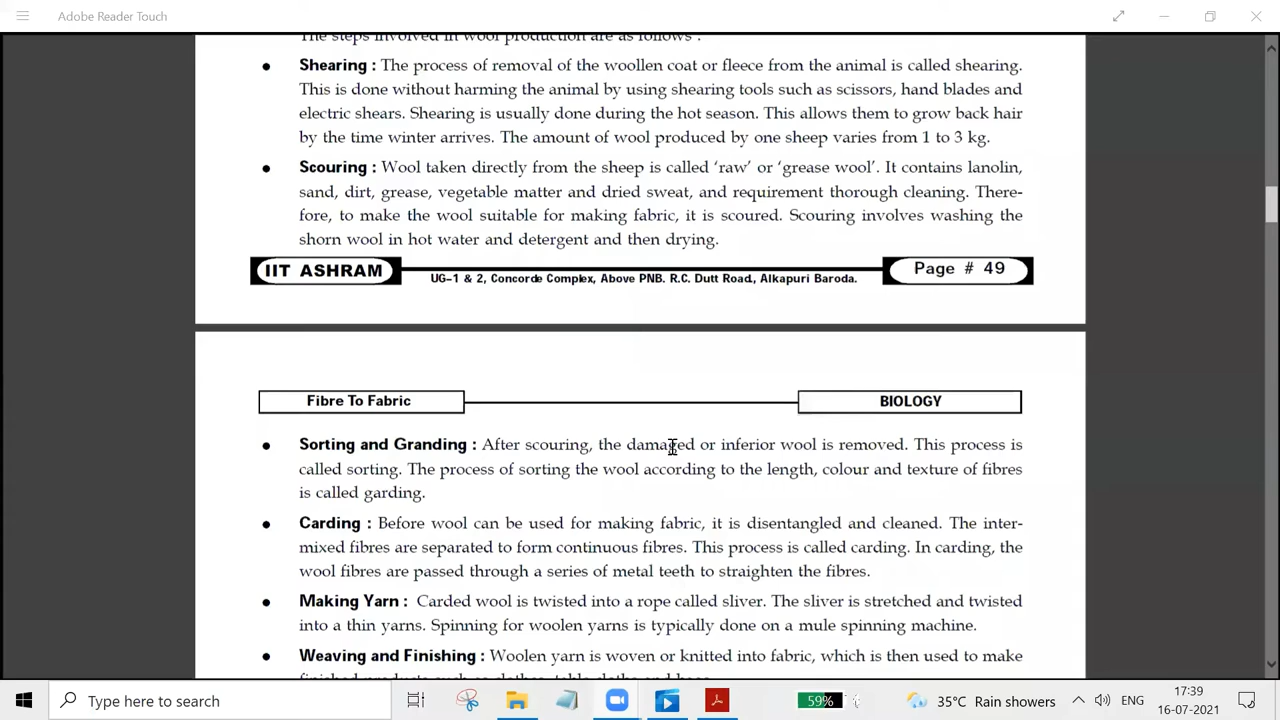 Adobe Reader Touch
The steps involved in wool production are as follows :
Shearing : The process of removal of the woollen coat or fleece from the animal is called shearing.
This is done without harming the animal by using shearing tools such as scissors, hand blades and
electric shears. Shearing is usually done during the hot season. This allows them to grow back hair
by the time winter arrives. The amount of wool produced by one sheep varies from 1 to 3 kg.
Scouring : Wool taken directly from the sheep is called ‘raw’ or ‘grease wool’. It contains lanolin,
sand, dirt, grease, vegetable matter and dried sweat, and requirement thorough cleaning. There-
fore, to make the wool suitable for making fabric, it is scoured. Scouring involves washing the
shorn wool in hot water and detergent and then drying.
IIT ASHRAM UG-1 & 2, Concorde Complex, Above PNB. R.C. Dutt Road., Alkapuri Baroda. Page # 49
Fibre To Fabric BIOLOGY
Sorting and Granding : After scouring, the damaged or inferior wool is removed. This process is
called sorting. The process of sorting the wool according to the length, colour and texture of fibres
is called garding.
Carding : Before wool can be used for making fabric, it is disentangled and cleaned. The inter-
mixed fibres are separated to form continuous fibres. This process is called carding. In carding, the
wool fibres are passed through a series of metal teeth to straighten the fibres.
Making Yarn : Carded wool is twisted into a rope called sliver. The sliver is stretched and twisted
into a thin yarns. Spinning for woolen yarns is typically done on a mule spinning machine.
Weaving and Finishing : Woolen yarn is woven or knitted into fabric, which is then used to make
finished products such as clothes, table cloths and bags.
Type here to search 59% 35°C Rain showers ENG 17:39
16-07-2021